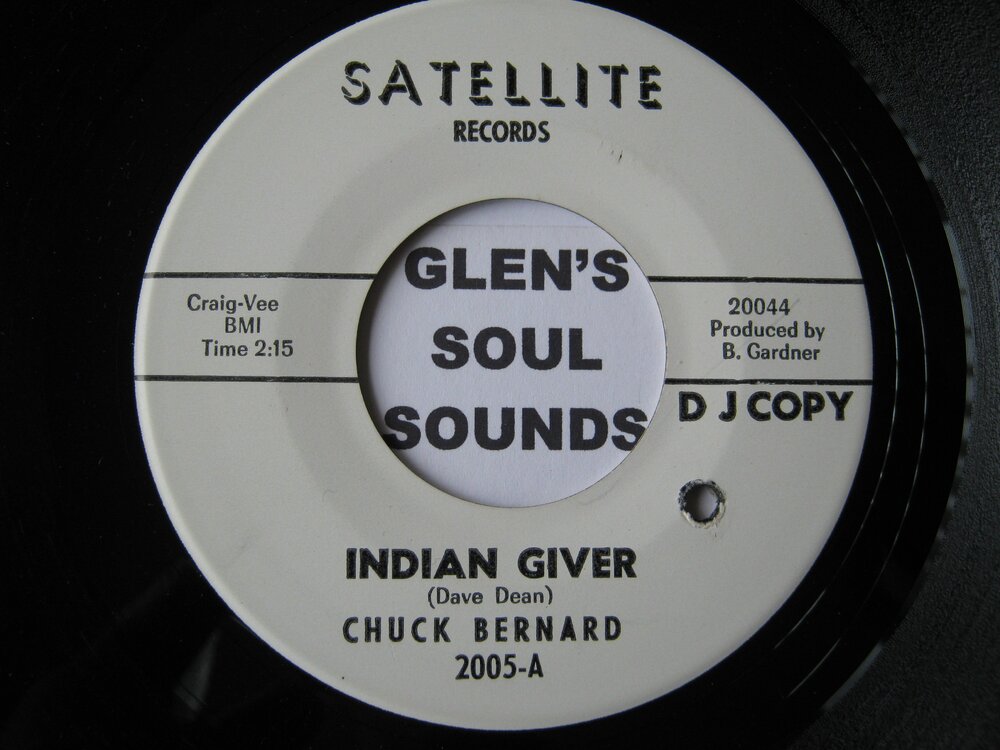 SATELLITE
RECORDS
GLEN'S
SOUL
SOUNDS
Craig-Vee
BMI
Time 2:15
20044
Produced by
B. Gardner
D J COPY
INDIAN GIVER
(Dave Dean)
CHUCK BERNARD
2005-A